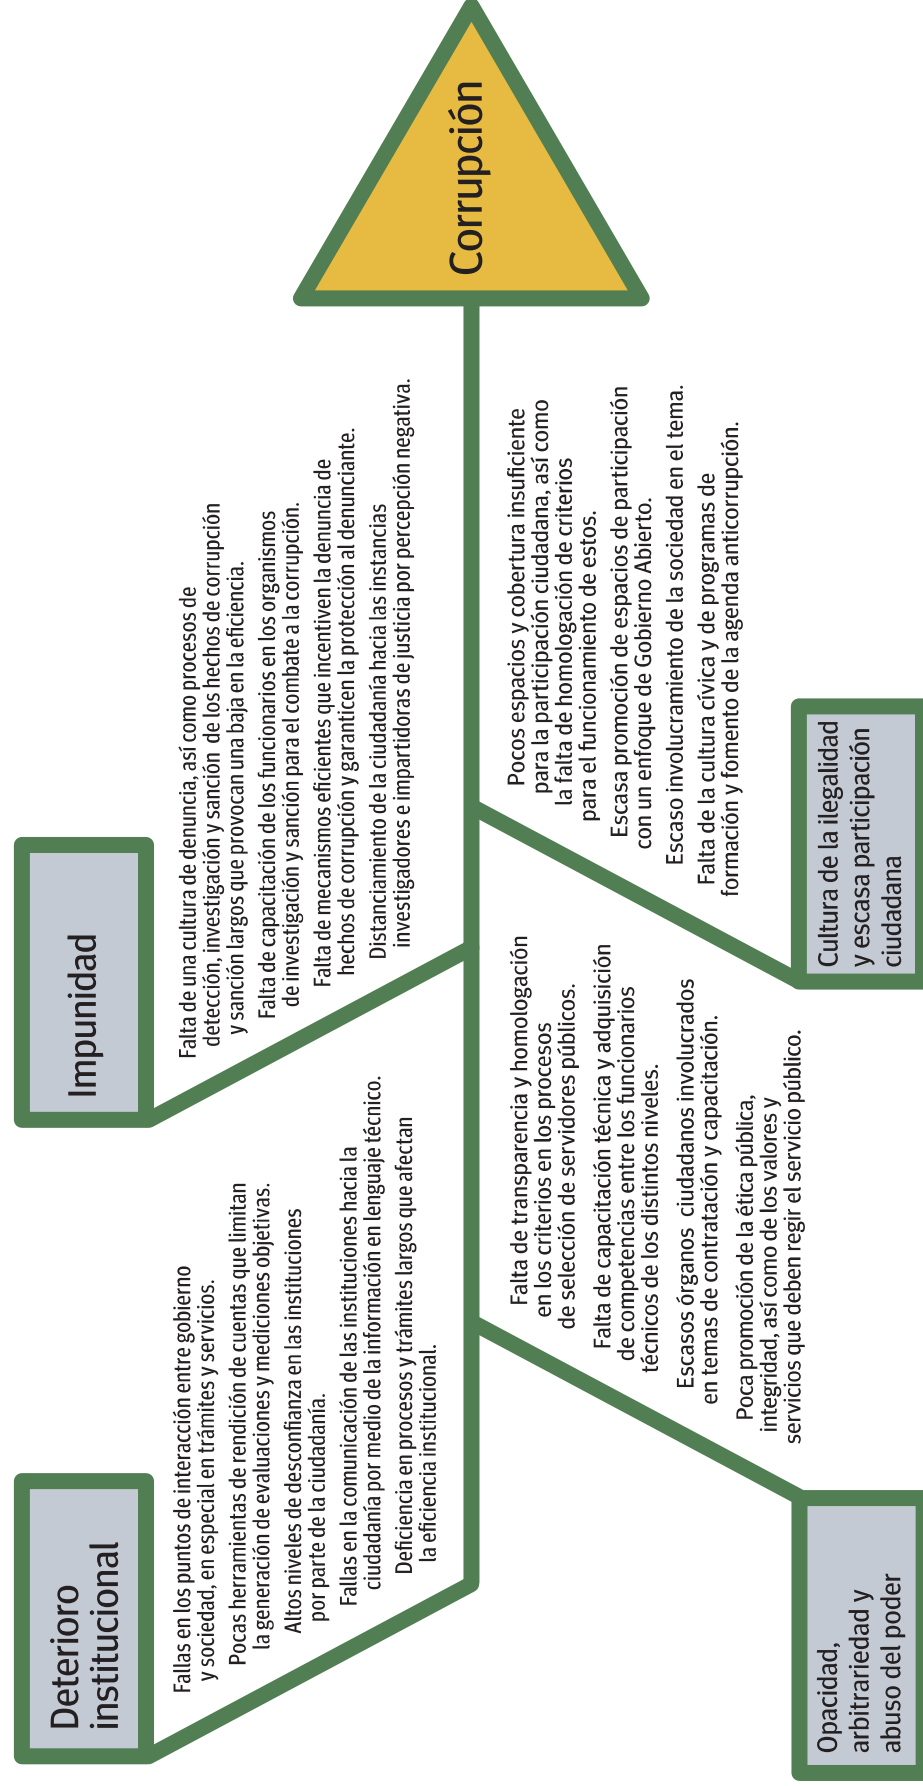 Deterioro
institucional
Fallas en los puntos de interacción entre gobierno
y sociedad, en especial en trámites y servicios.
Pocas herramientas de rendición de cuentas que limitan
la generación de evaluaciones y mediciones objetivas.
Altos niveles de desconfianza en las instituciones
por parte de la ciudadanía.
Fallas en la comunicación de las instituciones hacia la
ciudadanía por medio de la información en lenguaje técnico.
Deficiencia en procesos y trámites largos que afectan
la eficiencia institucional.
Impunidad
Falta de una cultura de denuncia, así como procesos de
detección, investigación y sanción de los hechos de corrupción
y sanción largos que provocan una baja en la eficiencia.
Falta de capacitación de los funcionarios en los organismos
de investigación y sanción para el combate a la corrupción.
Falta de mecanismos eficientes que incentiven la denuncia de
hechos de corrupción y garanticen la protección al denunciante.
Distanciamiento de la ciudadanía hacia las instancias
investigadores e impartidoras de justicia por percepción negativa.
Corrupción
Falta de transparencia y homologación
en los criterios en los procesos
de selección de servidores públicos.
Falta de capacitación técnica y adquisición
de competencias entre los funcionarios
técnicos de los distintos niveles.
Escasos órganos ciudadanos involucrados
en temas de contratación y capacitación.
Poca promoción de la ética pública,
integridad, así como de los valores y
servicios que deben regir el servicio público.
Opacidad,
arbitrariedad y
abuso del poder
Pocos espacios y cobertura insuficiente
para la participación ciudadana, así como
la falta de homologación de criterios
para el funcionamiento de estos.
Escasa promoción de espacios de participación
con un enfoque de Gobierno Abierto.
Escaso involucramiento de la sociedad en el tema.
Falta de la cultura cívica y de programas de
formación y fomento de la agenda anticorrupción.
Cultura de la ilegalidad
y escasa participación
ciudadana